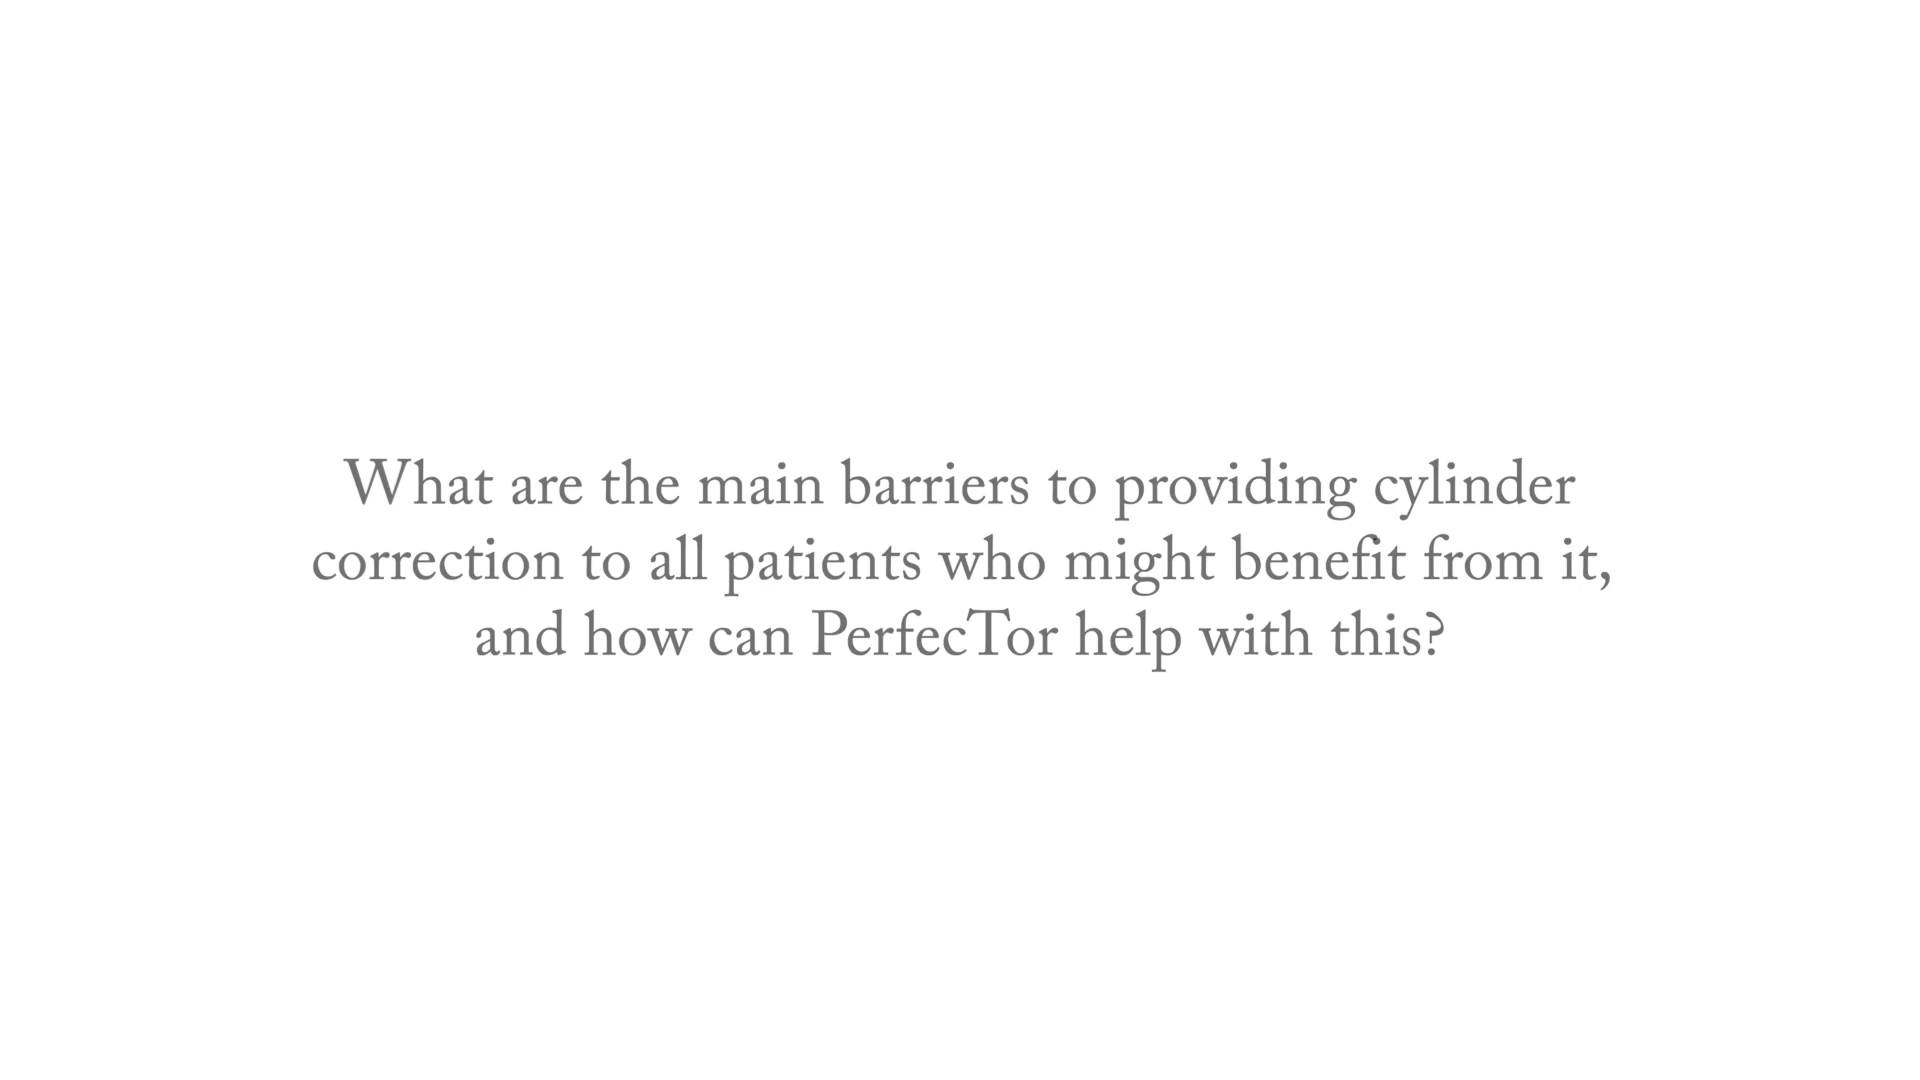 What are the main barriers to providing cylinder
correction to all patients who might benefit from it,
and how can PerfecTor help with this?